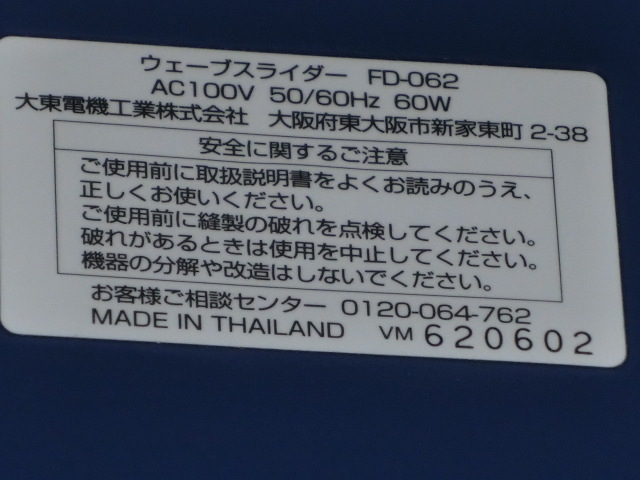 ウェーブスライダー FD-062
AC100V 50/60Hz 60W
大東電機工業株式会社 大阪府東大阪市新家東町 2-38
安全に関するご注意
ご使用前に取扱説明書をよくお読みのうえ、
正しくお使いください。
ご使用前に縫製の破れを点検してください。
破れがあるときは使用を中止してください。
機器の分解や改造はしないでください。
お客様ご相談センター 0120-064-762
MADE IN THAILAND VM 620602